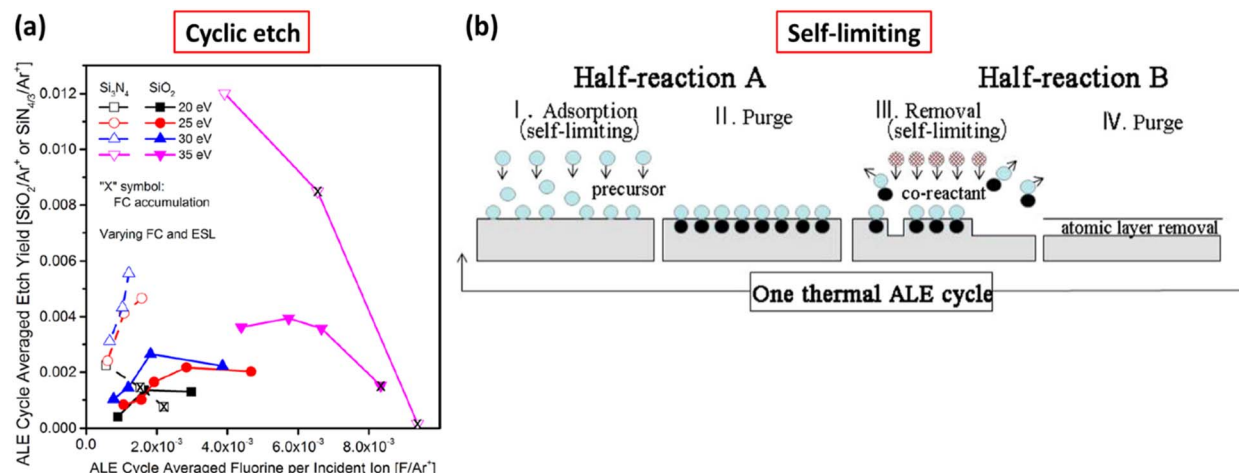 (a)
Cyclic etch
ALE Cycle Averaged Etch Yield [SiO₂/Ar⁺ or SiN₄/₃/Ar⁺]
0.012
0.010
0.008
0.006
0.004
0.002
0.000
Si₃N₄ SiO₂
20 eV
25 eV
30 eV
35 eV
"X" symbol:
FC accumulation
Varying FC and ESL
0.0 2.0x10⁻³ 4.0x10⁻³ 6.0x10⁻³ 8.0x10⁻³
ALE Cycle Averaged Fluorine per Incident Ion [F/Ar⁺]
(b)
Self-limiting
Half-reaction A
Half-reaction B
I. Adsorption
(self-limiting)
II. Purge
III. Removal
(self-limiting)
IV. Purge
precursor
co-reactant
atomic layer removal
One thermal ALE cycle